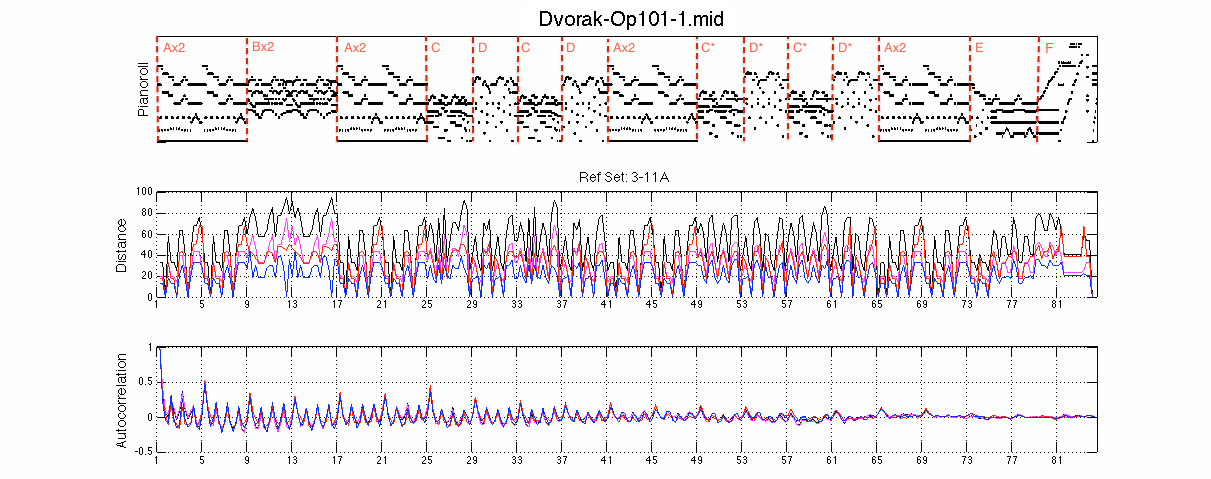 Dvorak-Op101-1.mid
Ax2 Bx2 Ax2 C D C D Ax2 C* D* C* D* Ax2 E F
Pianoroll
Ref Set: 3-11A
100
80
60
40
20
0
Distance
1 5 9 13 17 21 25 29 33 37 41 45 49 53 57 61 65 69 73 77 81
1
0.5
0
-0.5
Autocorrelation
1 5 9 13 17 21 25 29 33 37 41 45 49 53 57 61 65 69 73 77 81